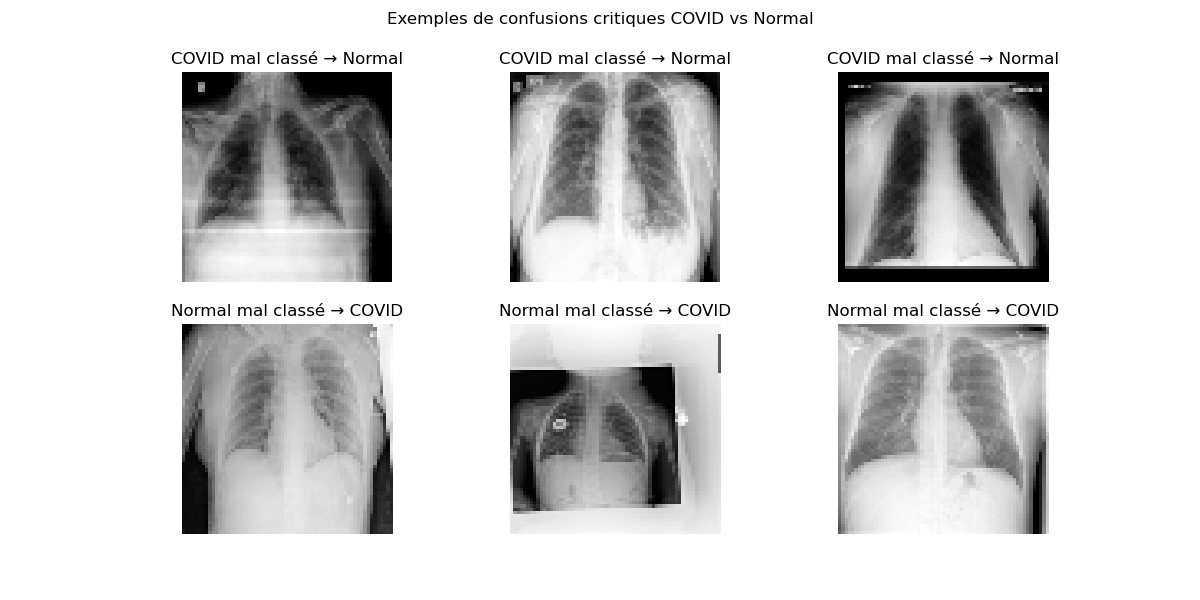 Exemples de confusions critiques COVID vs Normal
COVID mal classé → Normal
COVID mal classé → Normal
COVID mal classé → Normal
Normal mal classé → COVID
Normal mal classé → COVID
Normal mal classé → COVID